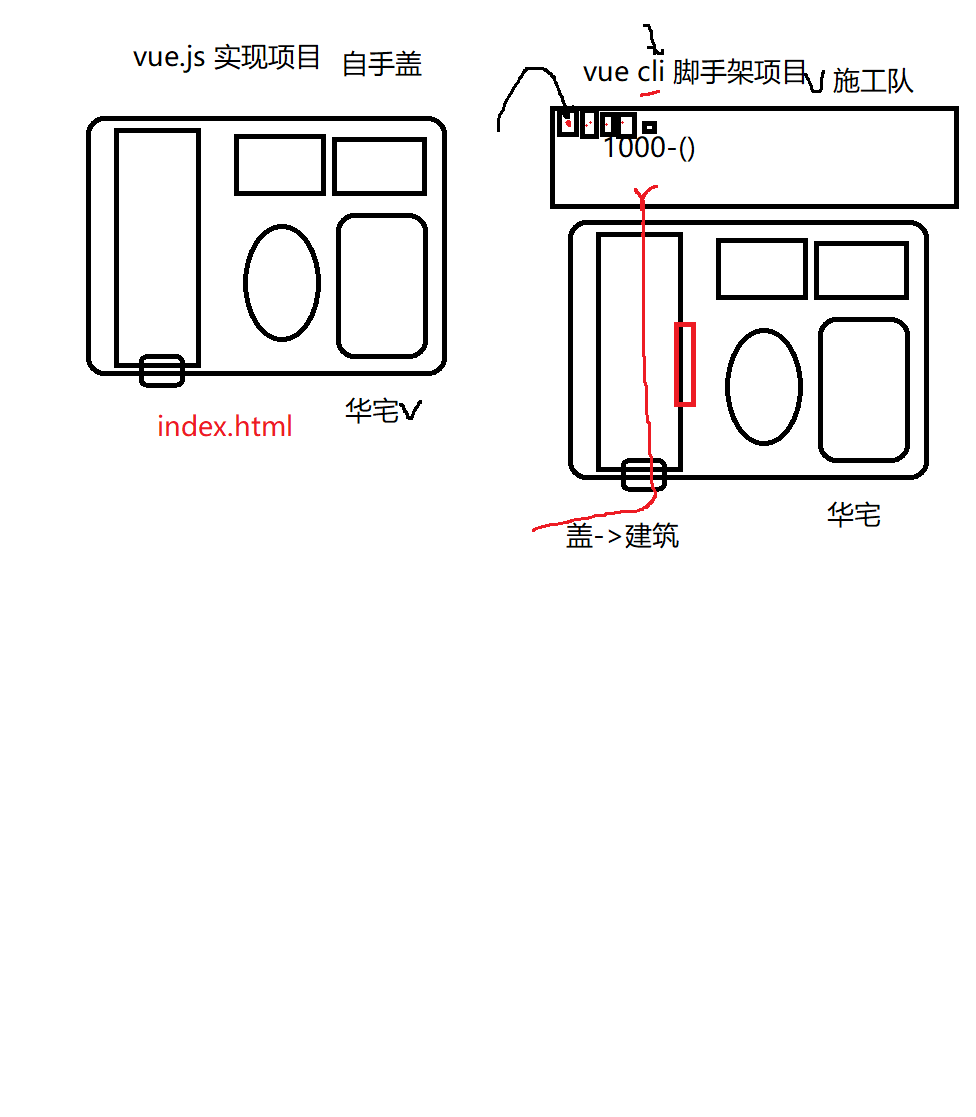 vue.js 实现项目 自手盖
index.html
华宅
vue cli 脚手架项目 施工队
1000-()
盖->建筑
华宅